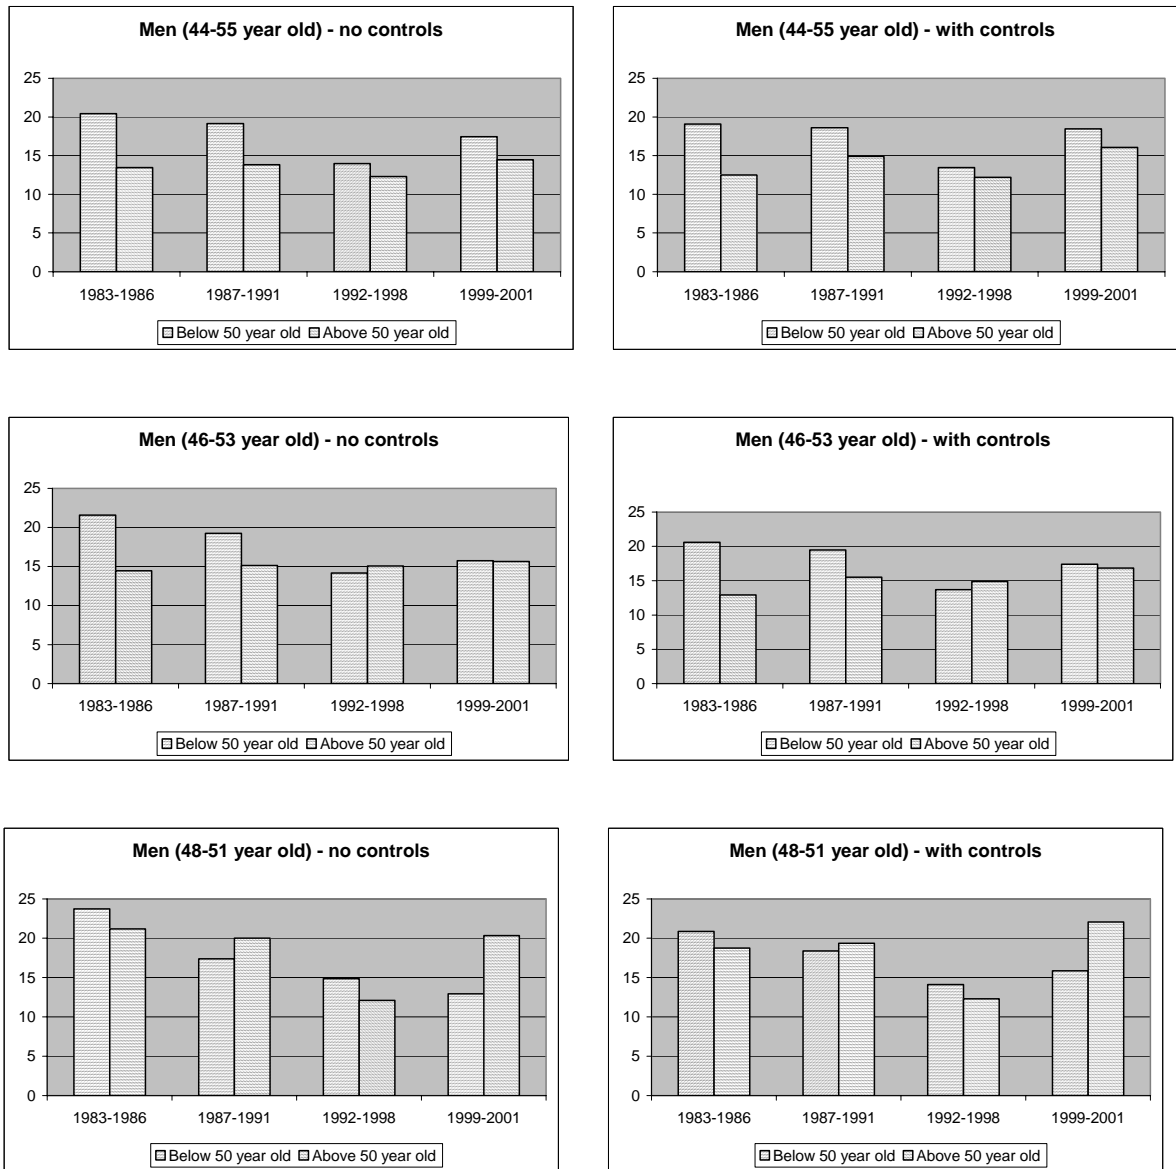 Men (44-55 year old) - no controls
25
20
15
10
5
0
1983-1986 1987-1991 1992-1998 1999-2001
Below 50 year old Above 50 year old
Men (44-55 year old) - with controls
25
20
15
10
5
0
1983-1986 1987-1991 1992-1998 1999-2001
Below 50 year old Above 50 year old
Men (46-53 year old) - no controls
25
20
15
10
5
0
1983-1986 1987-1991 1992-1998 1999-2001
Below 50 year old Above 50 year old
Men (46-53 year old) - with controls
25
20
15
10
5
0
1983-1986 1987-1991 1992-1998 1999-2001
Below 50 year old Above 50 year old
Men (48-51 year old) - no controls
25
20
15
10
5
0
1983-1986 1987-1991 1992-1998 1999-2001
Below 50 year old Above 50 year old
Men (48-51 year old) - with controls
25
20
15
10
5
0
1983-1986 1987-1991 1992-1998 1999-2001
Below 50 year old Above 50 year old